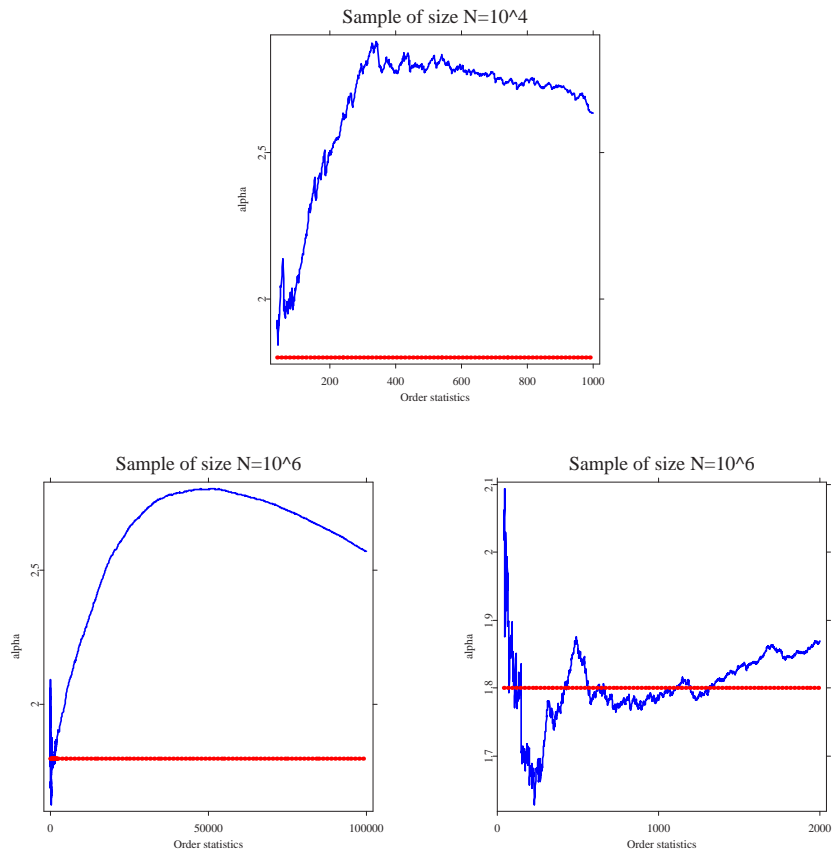 Sample of size N=10^4
2.5
2
alpha
200 400 600 800 1000
Order statistics
Sample of size N=10^6
2.5
2
alpha
0 50000 100000
Order statistics
Sample of size N=10^6
2.1
2
1.9
1.8
1.7
alpha
0 1000 2000
Order statistics